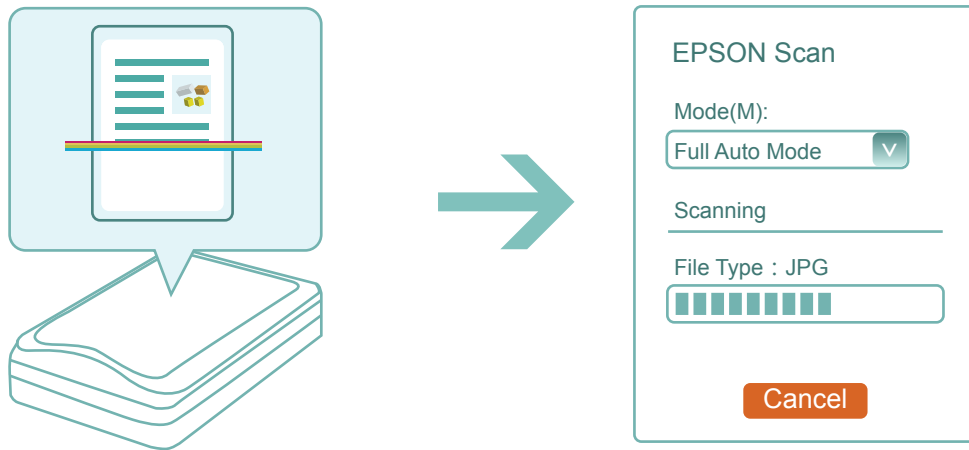 EPSON Scan
Mode(M):
Full Auto Mode
Scanning
File Type：JPG
Cancel